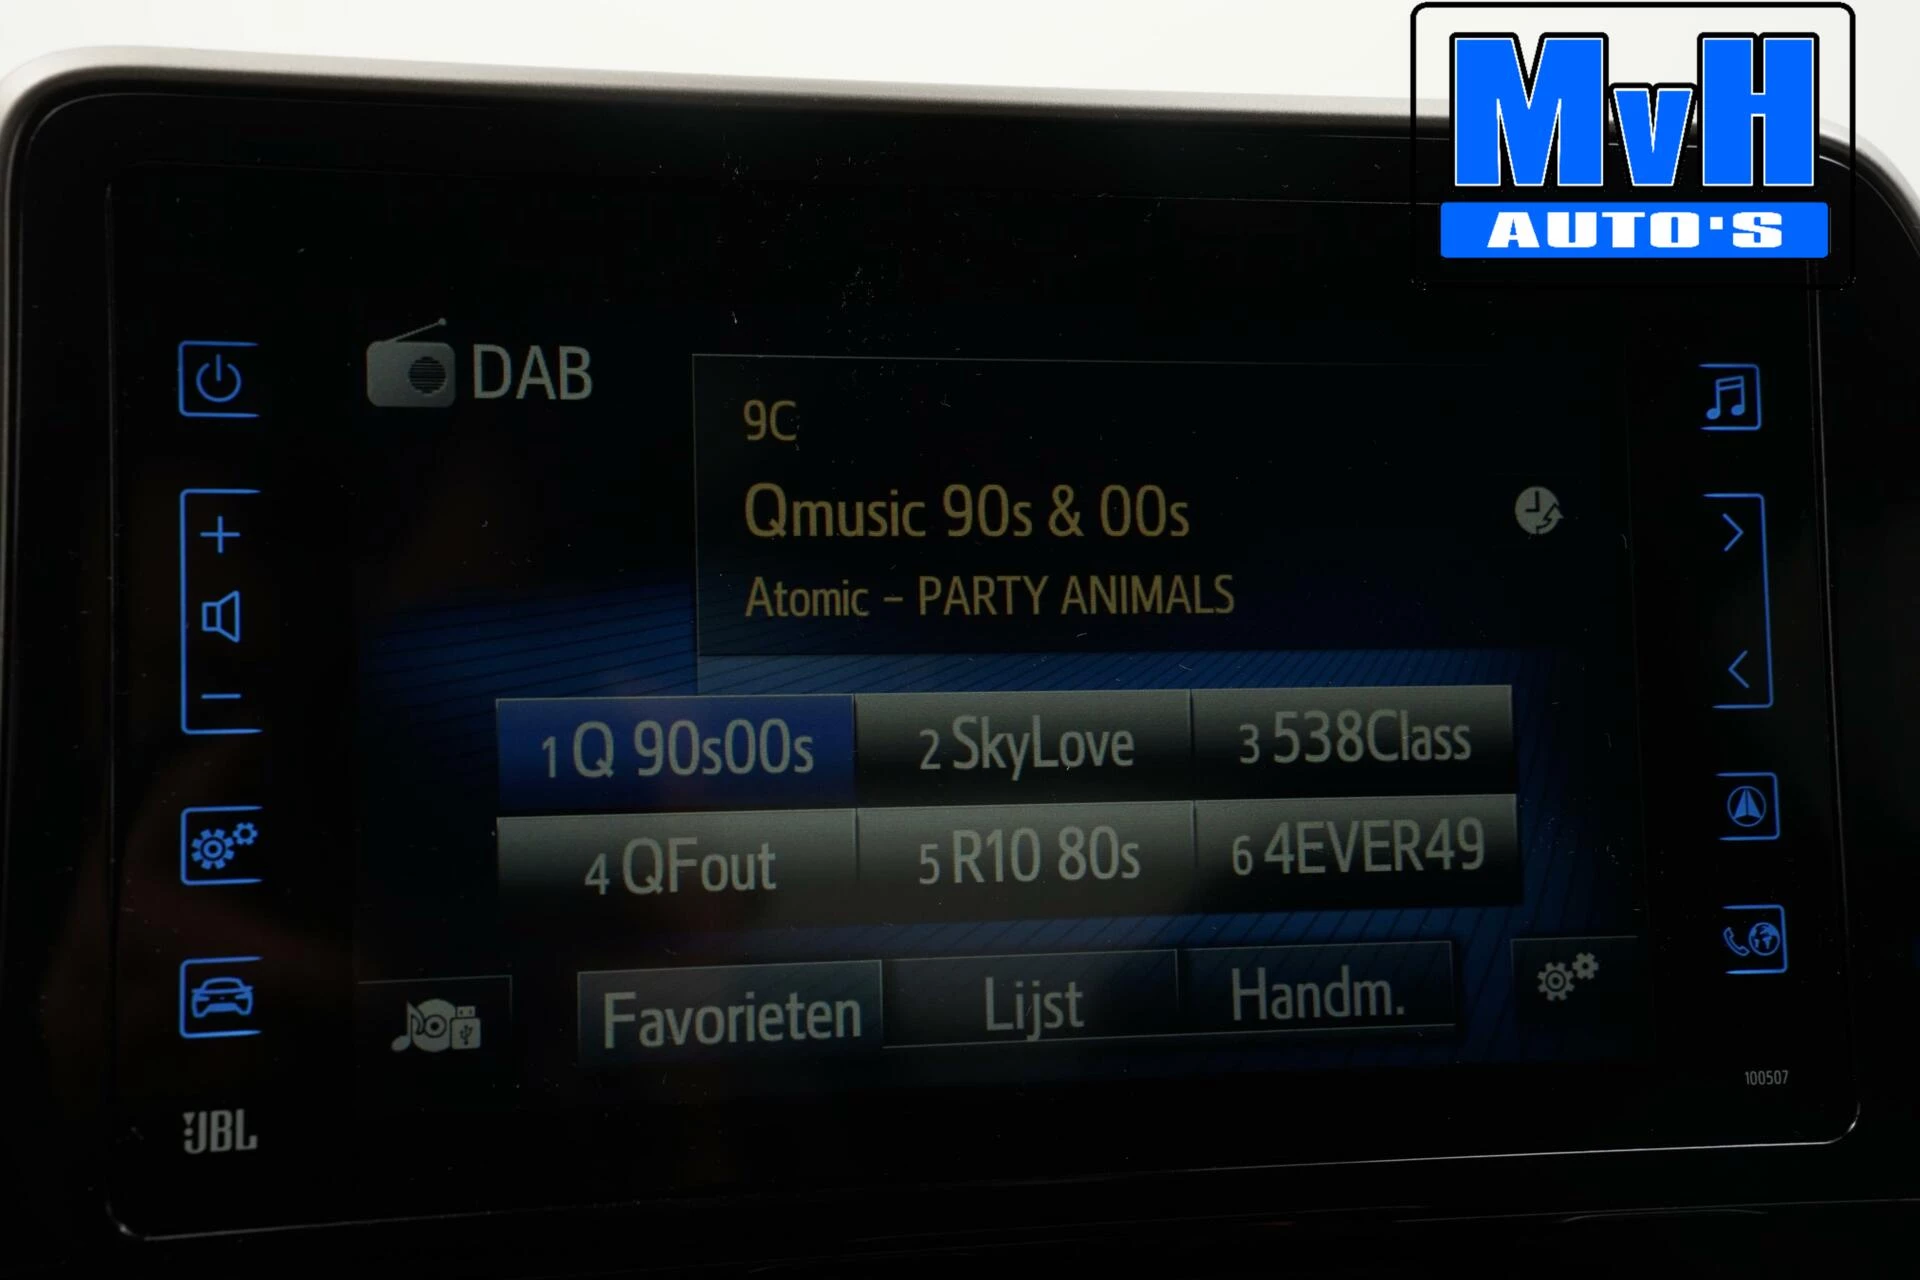 MvH
AUTO'S
DAB
9C
Qmusic 90s & 00s
Atomic – PARTY ANIMALS
1 Q 90s00s
2 SkyLove
3 538Class
4 QFout
5 R10 80s
6 4EVER49
Favorieten
Lijst
Handm.
100507
JBL